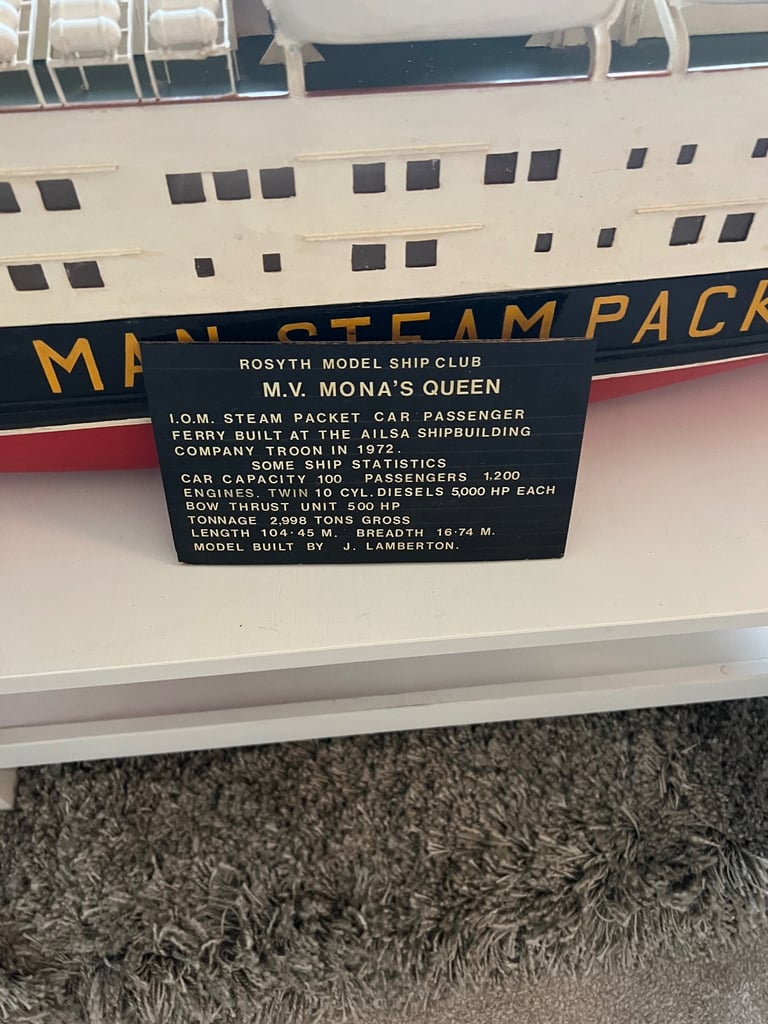 MAN STEAM PACK
ROSYTH MODEL SHIP CLUB
M.V. MONA'S QUEEN
I.O.M. STEAM PACKET CAR PASSENGER
FERRY BUILT AT THE AILSA SHIPBUILDING
COMPANY TROON IN 1972.
SOME SHIP STATISTICS
CAR CAPACITY 100 PASSENGERS 1,200
ENGINES. TWIN 10 CYL. DIESELS 5,000 HP EACH
BOW THRUST UNIT 500 HP
TONNAGE 2,998 TONS GROSS
LENGTH 104·45 M. BREADTH 16·74 M.
MODEL BUILT BY J. LAMBERTON.